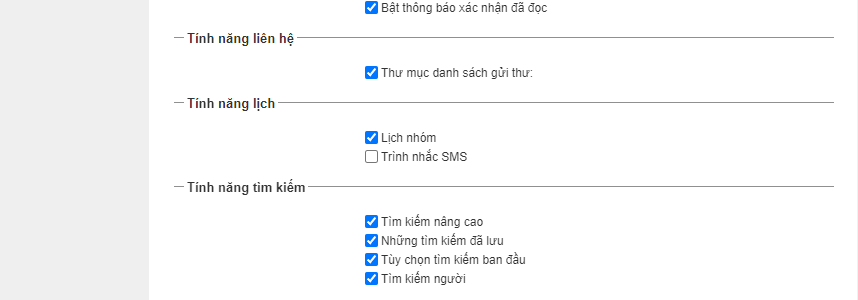 Bật thông báo xác nhận đã đọc
Tính năng liên hệ
Thư mục danh sách gửi thư:
Tính năng lịch
Lịch nhóm
Trình nhắc SMS
Tính năng tìm kiếm
Tìm kiếm nâng cao
Những tìm kiếm đã lưu
Tùy chọn tìm kiếm ban đầu
Tìm kiếm người